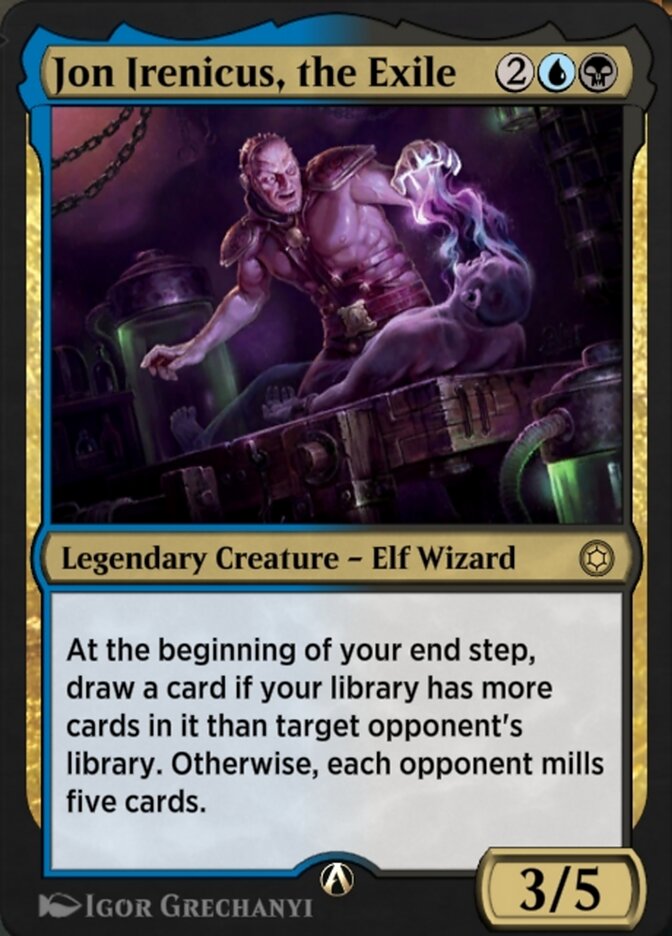 Jon Irenicus, the Exile 2
Legendary Creature – Elf Wizard
At the beginning of your end step,
draw a card if your library has more
cards in it than target opponent's
library. Otherwise, each opponent mills
five cards.
3/5
Igor Grechanyi